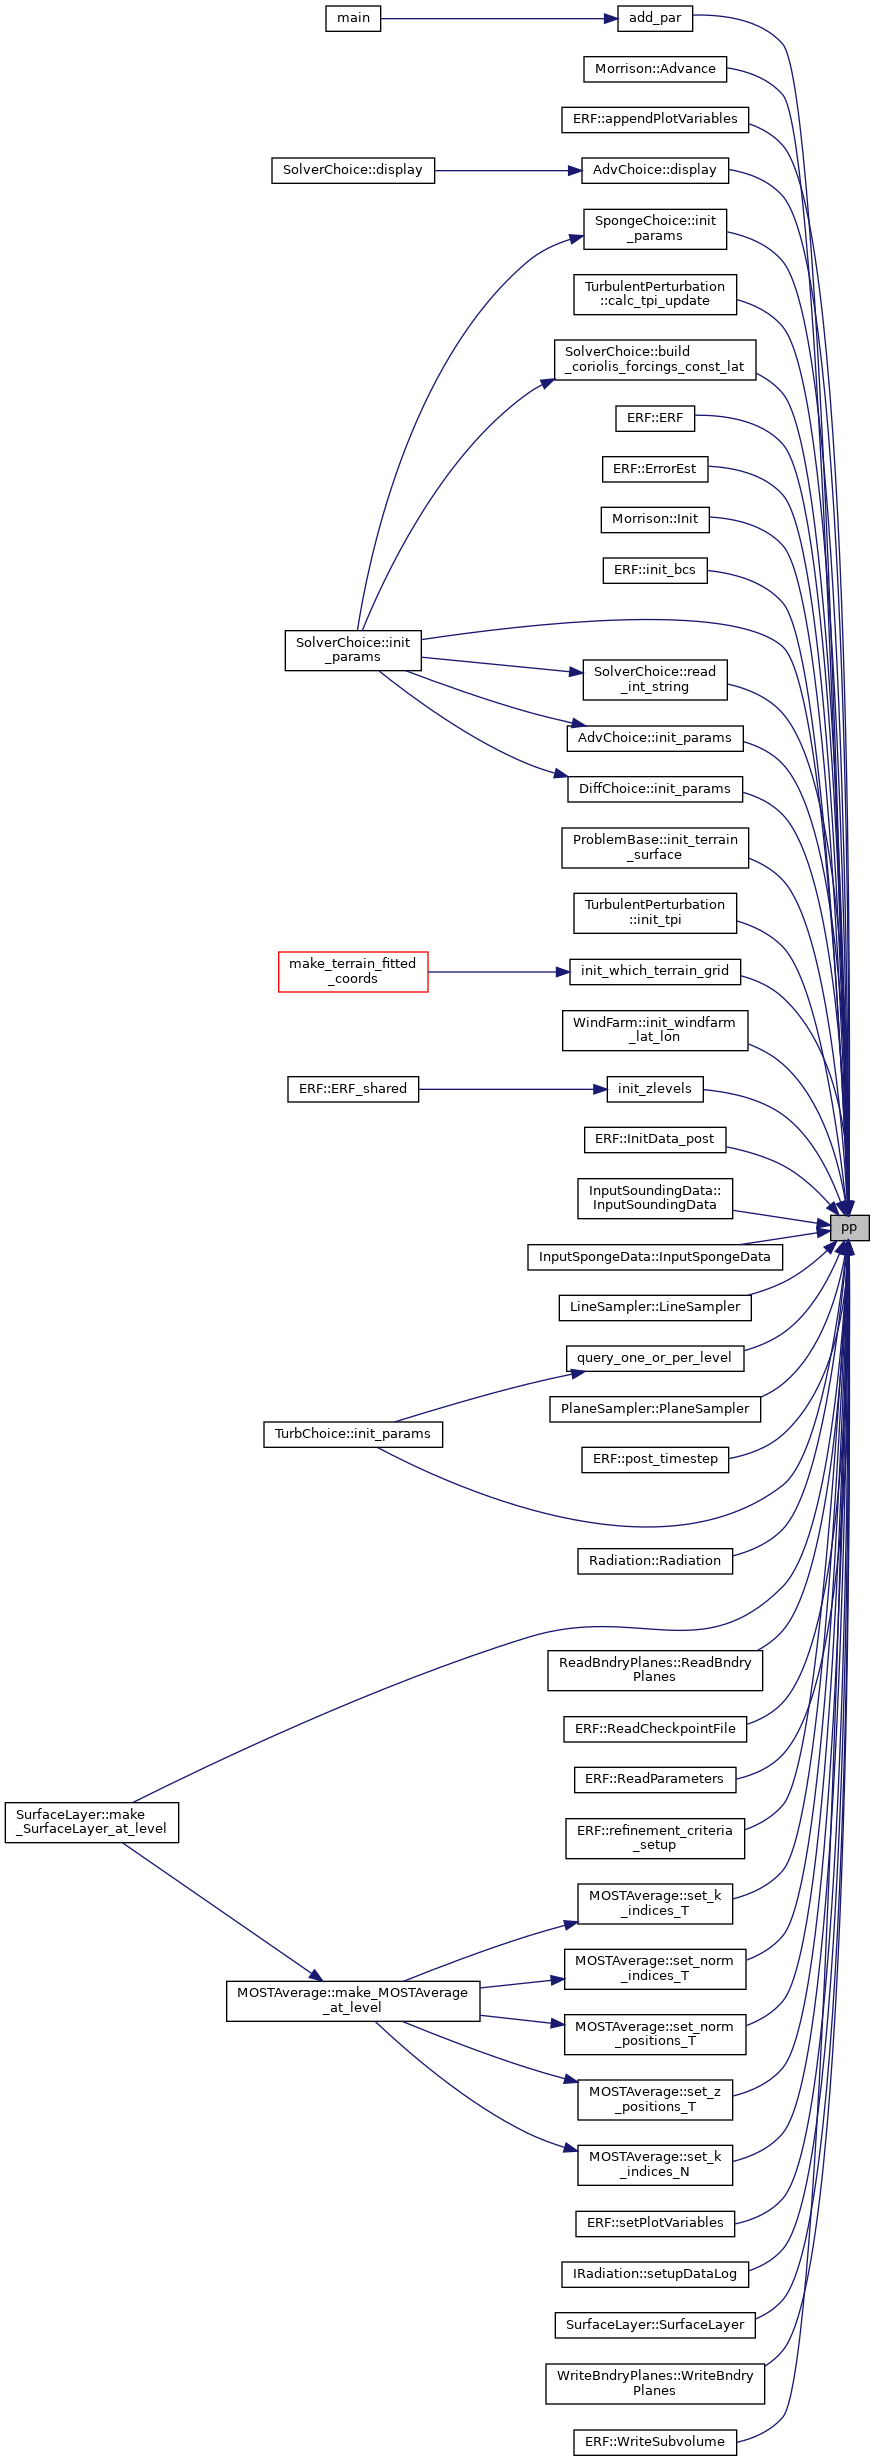 main
add_par
Morrison::Advance
ERF::appendPlotVariables
SolverChoice::display
AdvChoice::display
SpongeChoice::init
_params
TurbulentPerturbation
::calc_tpi_update
SolverChoice::build
_coriolis_forcings_const_lat
ERF::ERF
ERF::ErrorEst
Morrison::Init
ERF::init_bcs
SolverChoice::init
_params
SolverChoice::read
_int_string
AdvChoice::init_params
DiffChoice::init_params
ProblemBase::init_terrain
_surface
TurbulentPerturbation
::init_tpi
make_terrain_fitted
_coords
init_which_terrain_grid
WindFarm::init_windfarm
_lat_lon
ERF::ERF_shared
init_zlevels
ERF::InitData_post
InputSoundingData::
InputSoundingData
pp
InputSpongeData::InputSpongeData
LineSampler::LineSampler
query_one_or_per_level
PlaneSampler::PlaneSampler
TurbChoice::init_params
ERF::post_timestep
Radiation::Radiation
ReadBndryPlanes::ReadBndry
Planes
ERF::ReadCheckpointFile
ERF::ReadParameters
SurfaceLayer::make
_SurfaceLayer_at_level
ERF::refinement_criteria
_setup
MOSTAverage::set_k
_indices_T
MOSTAverage::set_norm
_indices_T
MOSTAverage::make_MOSTAverage
_at_level
MOSTAverage::set_norm
_positions_T
MOSTAverage::set_z
_positions_T
MOSTAverage::set_k
_indices_N
ERF::setPlotVariables
IRadiation::setupDataLog
SurfaceLayer::SurfaceLayer
WriteBndryPlanes::WriteBndry
Planes
ERF::WriteSubvolume